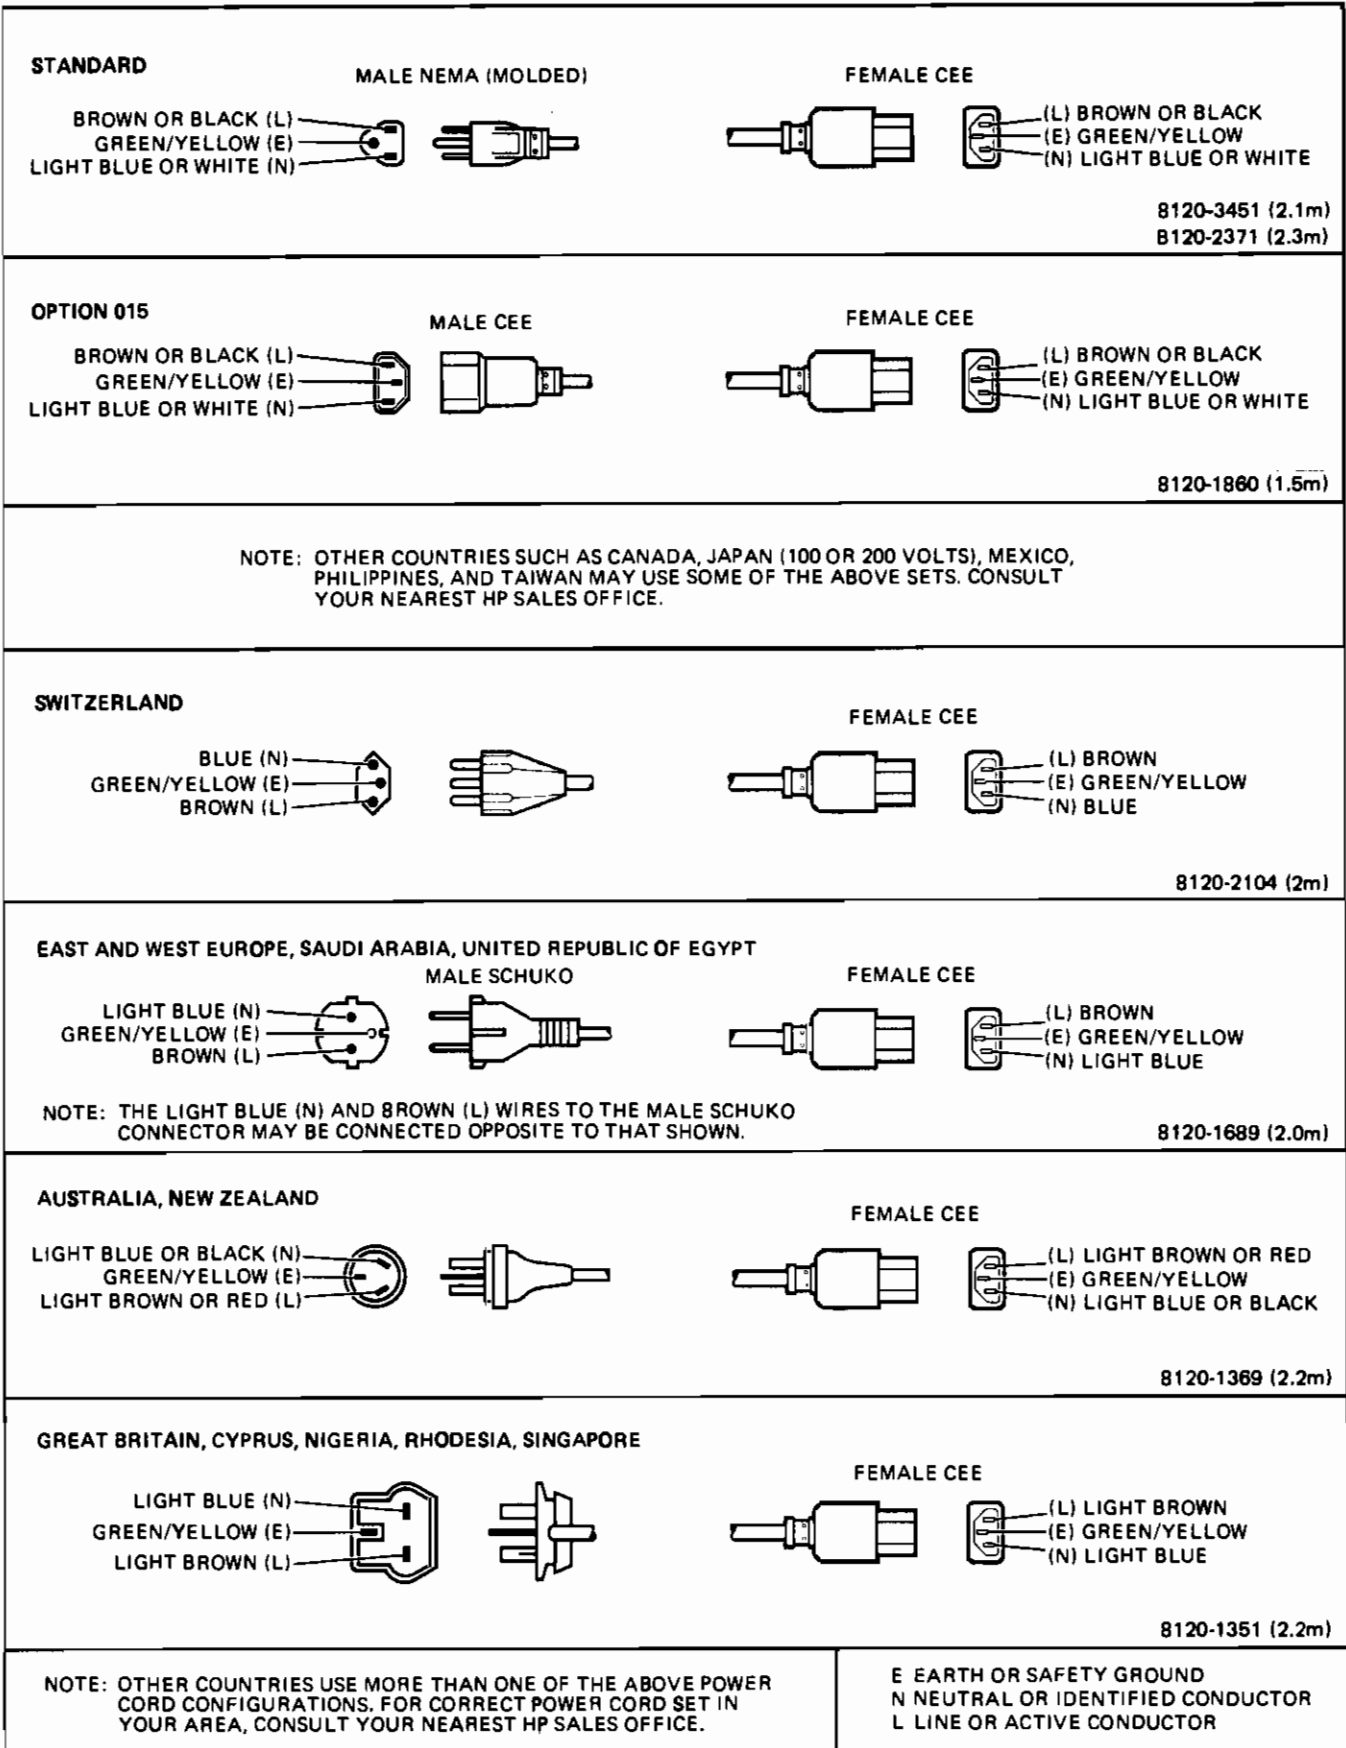 STANDARD
MALE NEMA (MOLDED)
FEMALE CEE
BROWN OR BLACK (L)
GREEN/YELLOW (E)
LIGHT BLUE OR WHITE (N)
(L) BROWN OR BLACK
(E) GREEN/YELLOW
(N) LIGHT BLUE OR WHITE
8120-3451 (2.1m)
8120-2371 (2.3m)
OPTION 015
MALE CEE
FEMALE CEE
BROWN OR BLACK (L)
GREEN/YELLOW (E)
LIGHT BLUE OR WHITE (N)
(L) BROWN OR BLACK
(E) GREEN/YELLOW
(N) LIGHT BLUE OR WHITE
8120-1860 (1.5m)
NOTE: OTHER COUNTRIES SUCH AS CANADA, JAPAN (100 OR 200 VOLTS), MEXICO,
PHILIPPINES, AND TAIWAN MAY USE SOME OF THE ABOVE SETS. CONSULT
YOUR NEAREST HP SALES OFFICE.
SWITZERLAND
FEMALE CEE
BLUE (N)
GREEN/YELLOW (E)
BROWN (L)
(L) BROWN
(E) GREEN/YELLOW
(N) BLUE
8120-2104 (2m)
EAST AND WEST EUROPE, SAUDI ARABIA, UNITED REPUBLIC OF EGYPT
MALE SCHUKO
FEMALE CEE
LIGHT BLUE (N)
GREEN/YELLOW (E)
BROWN (L)
(L) BROWN
(E) GREEN/YELLOW
(N) LIGHT BLUE
NOTE: THE LIGHT BLUE (N) AND BROWN (L) WIRES TO THE MALE SCHUKO
CONNECTOR MAY BE CONNECTED OPPOSITE TO THAT SHOWN.
8120-1689 (2.0m)
AUSTRALIA, NEW ZEALAND
FEMALE CEE
LIGHT BLUE OR BLACK (N)
GREEN/YELLOW (E)
LIGHT BROWN OR RED (L)
(L) LIGHT BROWN OR RED
(E) GREEN/YELLOW
(N) LIGHT BLUE OR BLACK
8120-1369 (2.2m)
GREAT BRITAIN, CYPRUS, NIGERIA, RHODESIA, SINGAPORE
FEMALE CEE
LIGHT BLUE (N)
GREEN/YELLOW (E)
LIGHT BROWN (L)
(L) LIGHT BROWN
(E) GREEN/YELLOW
(N) LIGHT BLUE
8120-1351 (2.2m)
NOTE: OTHER COUNTRIES USE MORE THAN ONE OF THE ABOVE POWER
CORD CONFIGURATIONS. FOR CORRECT POWER CORD SET IN
YOUR AREA, CONSULT YOUR NEAREST HP SALES OFFICE.
E EARTH OR SAFETY GROUND
N NEUTRAL OR IDENTIFIED CONDUCTOR
L LINE OR ACTIVE CONDUCTOR